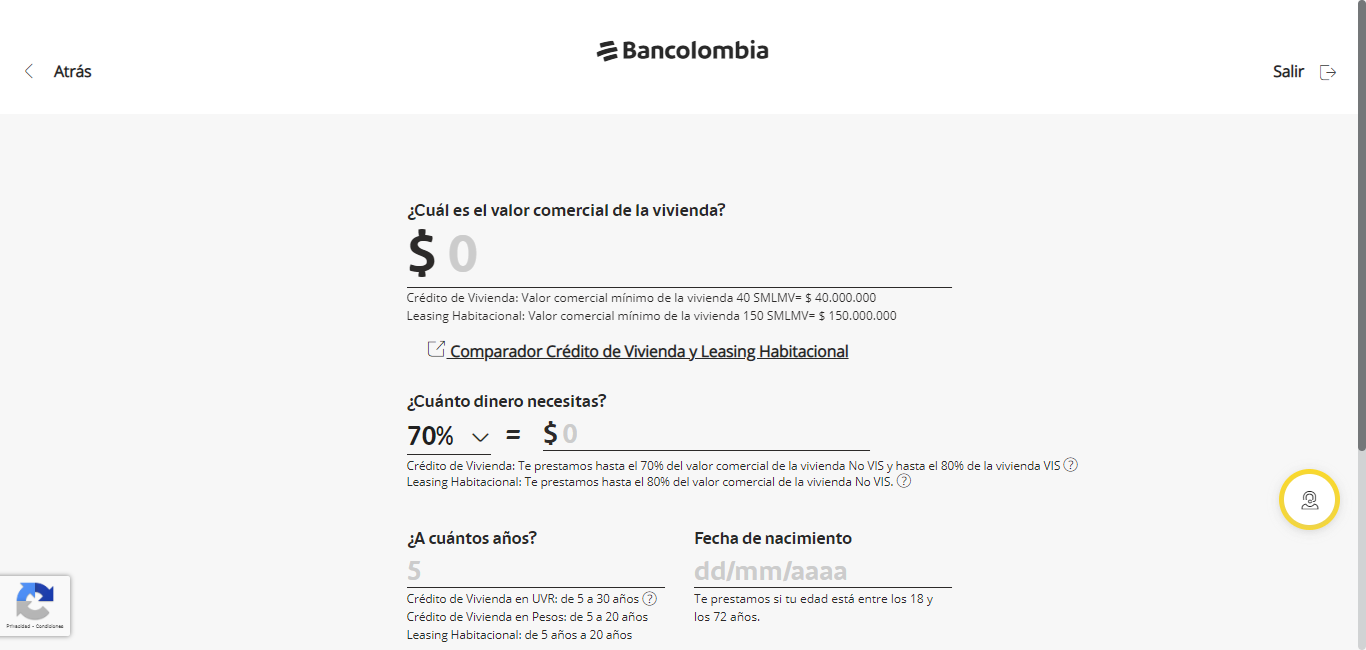 Bancolombia
Atrás
Salir
¿Cuál es el valor comercial de la vivienda?
$ 0
Crédito de Vivienda: Valor comercial mínimo de la vivienda 40 SMLMV= $ 40.000.000
Leasing Habitacional: Valor comercial mínimo de la vivienda 150 SMLMV= $ 150.000.000
Comparador Crédito de Vivienda y Leasing Habitacional
¿Cuánto dinero necesitas?
70% = $ 0
Crédito de Vivienda: Te prestamos hasta el 70% del valor comercial de la vivienda No VIS y hasta el 80% de la vivienda VIS ?
Leasing Habitacional: Te prestamos hasta el 80% del valor comercial de la vivienda No VIS. ?
¿A cuántos años?
5
Crédito de Vivienda en UVR: de 5 a 30 años ?
Crédito de Vivienda en Pesos: de 5 a 20 años
Leasing Habitacional: de 5 años a 20 años
Fecha de nacimiento
dd/mm/aaaa
Te prestamos si tu edad está entre los 18 y
los 72 años.
Privacidad - Condiciones